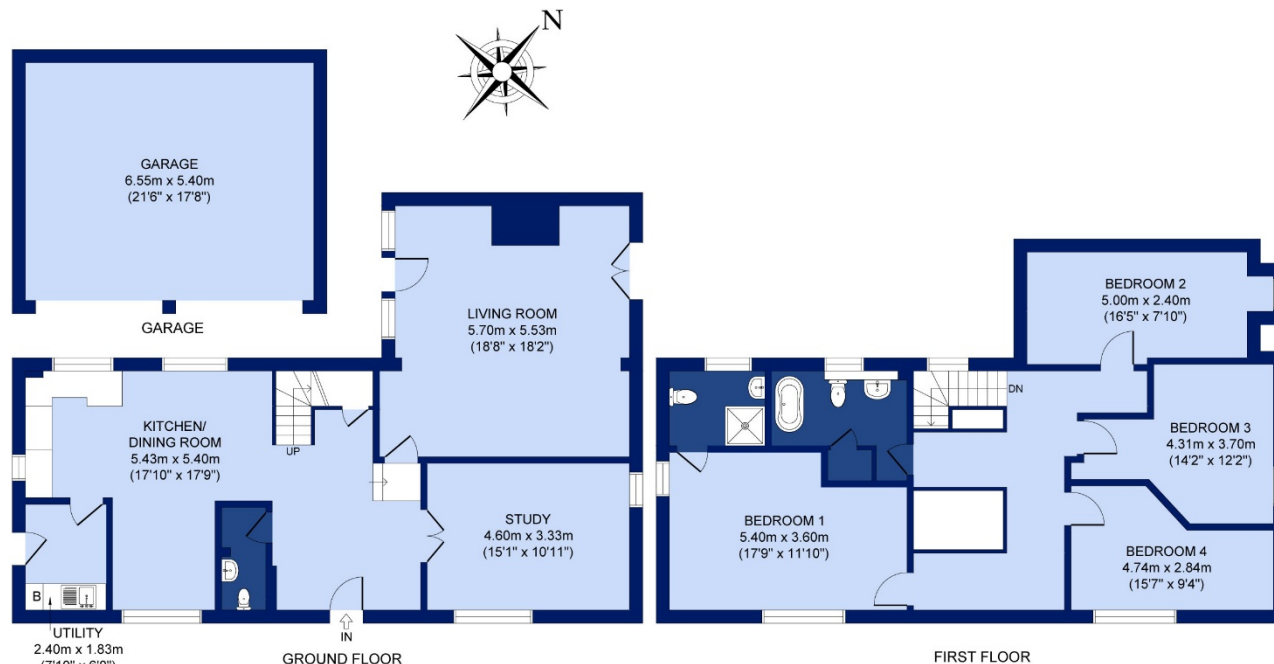 N
GARAGE
6.55m x 5.40m
(21'6" x 17'8")
GARAGE
LIVING ROOM
5.70m x 5.53m
(18'8" x 18'2")
KITCHEN/
DINING ROOM
5.43m x 5.40m
(17'10" x 17'9")
UP
STUDY
4.60m x 3.33m
(15'1" x 10'11")
B
IN
UTILITY
2.40m x 1.83m
GROUND FLOOR
BEDROOM 2
5.00m x 2.40m
(16'5" x 7'10")
DN
BEDROOM 3
4.31m x 3.70m
(14'2" x 12'2")
BEDROOM 1
5.40m x 3.60m
(17'9" x 11'10")
BEDROOM 4
4.74m x 2.84m
(15'7" x 9'4")
FIRST FLOOR